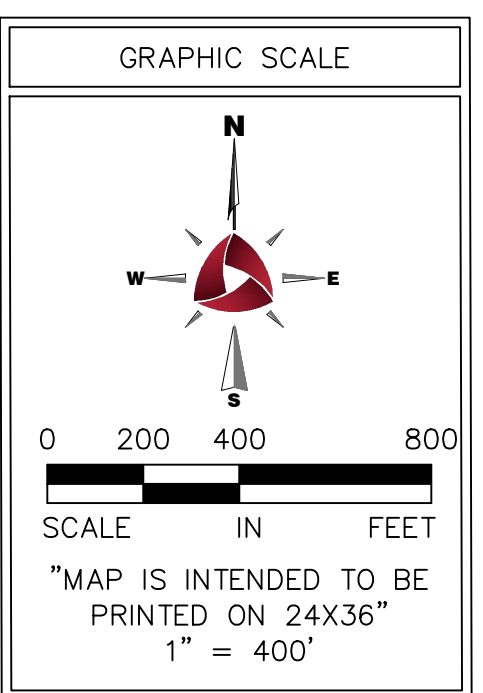 GRAPHIC SCALE
N
W E
S
0 200 400 800
SCALE IN FEET
"MAP IS INTENDED TO BE
PRINTED ON 24X36"
1" = 400'